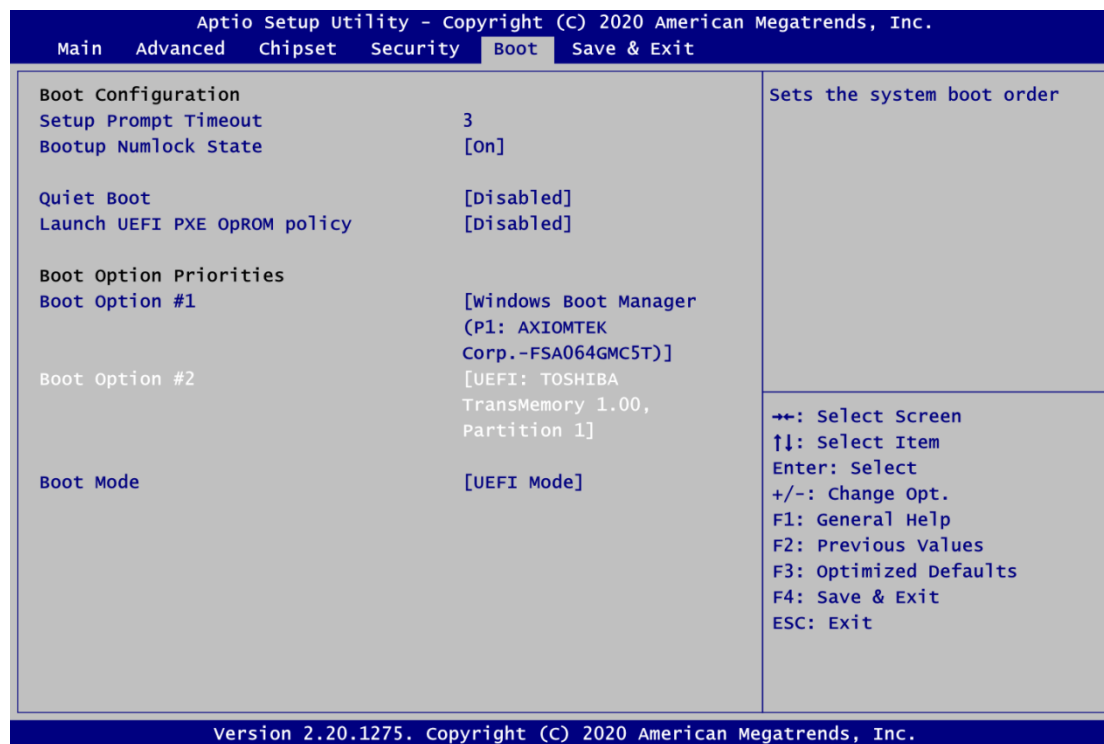 Aptio Setup Utility - Copyright (C) 2020 American Megatrends, Inc.
Main Advanced Chipset Security Boot Save & Exit
Boot Configuration
Setup Prompt Timeout 3
Bootup Numlock State [On]
Quiet Boot [Disabled]
Launch UEFI PXE OpROM policy [Disabled]
Boot Option Priorities
Boot Option #1 [Windows Boot Manager
(P1: AXIOMTEK
Corp.-FSA064GMC5T)]
Boot Option #2 [UEFI: TOSHIBA
TransMemory 1.00,
Partition 1]
Boot Mode [UEFI Mode]
Sets the system boot order
→←: Select Screen
↑↓: Select Item
Enter: Select
+/-: Change Opt.
F1: General Help
F2: Previous Values
F3: Optimized Defaults
F4: Save & Exit
ESC: Exit
Version 2.20.1275. Copyright (C) 2020 American Megatrends, Inc.